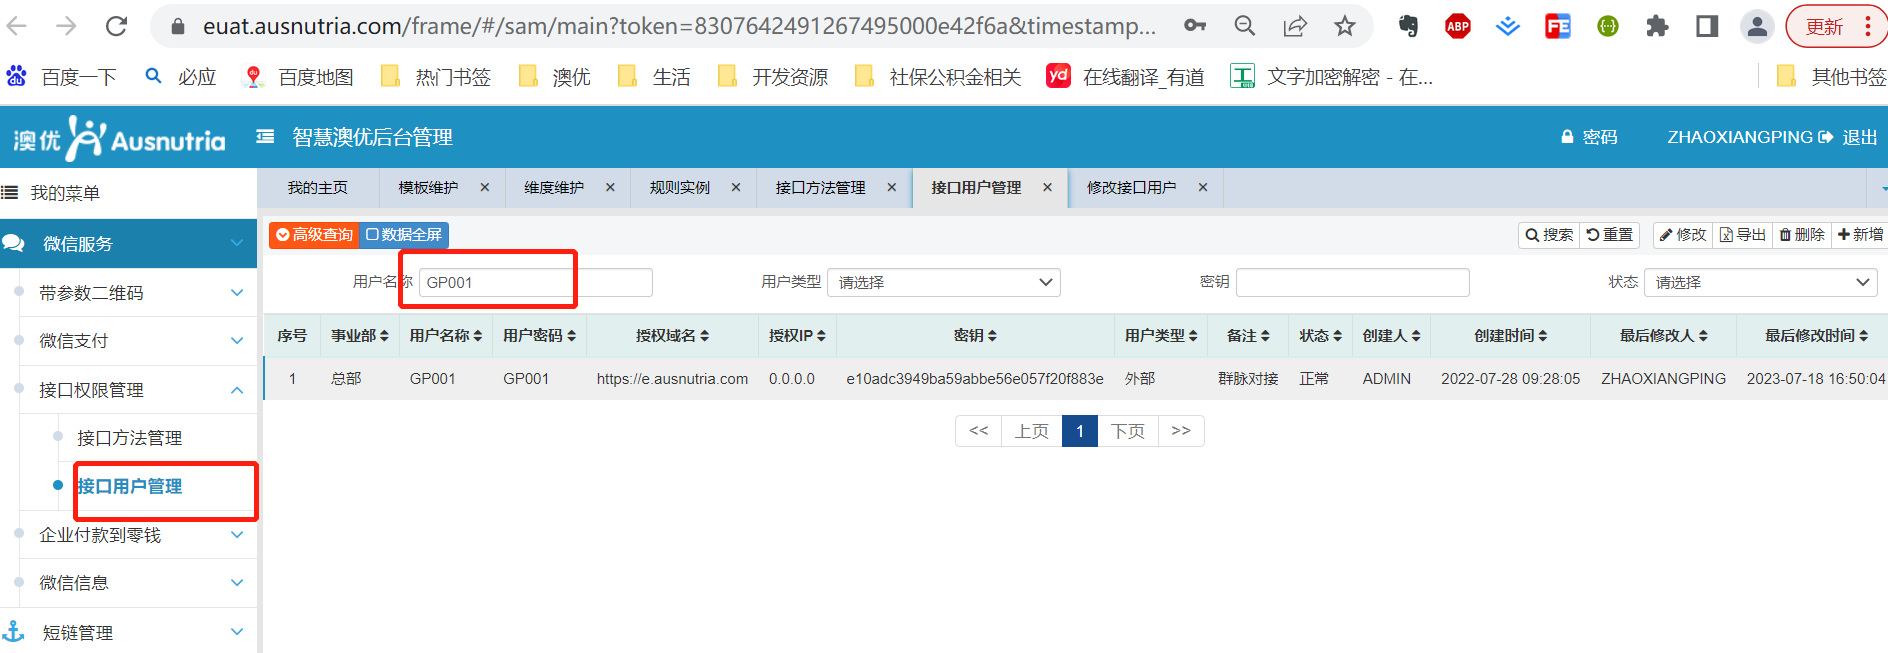 euat.ausnutria.com/frame/#/sam/main?token=8307642491267495000e42f6a&timestamp...
ABP
FE
更新
百度一下 必应 百度地图 热门书签 澳优 生活 开发资源 社保公积金相关 yd 在线翻译_有道 文字加密解密 - 在... 其他书签
澳优 Ausnutria 智慧澳优后台管理 密码 ZHAOXIANGPING 退出
我的菜单 我的主页 模板维护 × 维度维护 × 规则实例 × 接口方法管理 × 接口用户管理 × 修改接口用户 ×
微信服务 高级查询 数据全屏 搜索 重置 修改 导出 删除 新增
用户名称 GP001 用户类型 请选择 密钥 状态 请选择
带参数二维码
微信支付
接口权限管理
接口方法管理
接口用户管理
企业付款到零钱
微信信息
短链管理
序号 事业部 用户名称 用户密码 授权域名 授权IP 密钥 用户类型 备注 状态 创建人 创建时间 最后修改人 最后修改时间
1 总部 GP001 GP001 https://e.ausnutria.com 0.0.0.0 e10adc3949ba59abbe56e057f20f883e 外部 群脉对接 正常 ADMIN 2022-07-28 09:28:05 ZHAOXIANGPING 2023-07-18 16:50:04
<< 上页 1 下页 >>